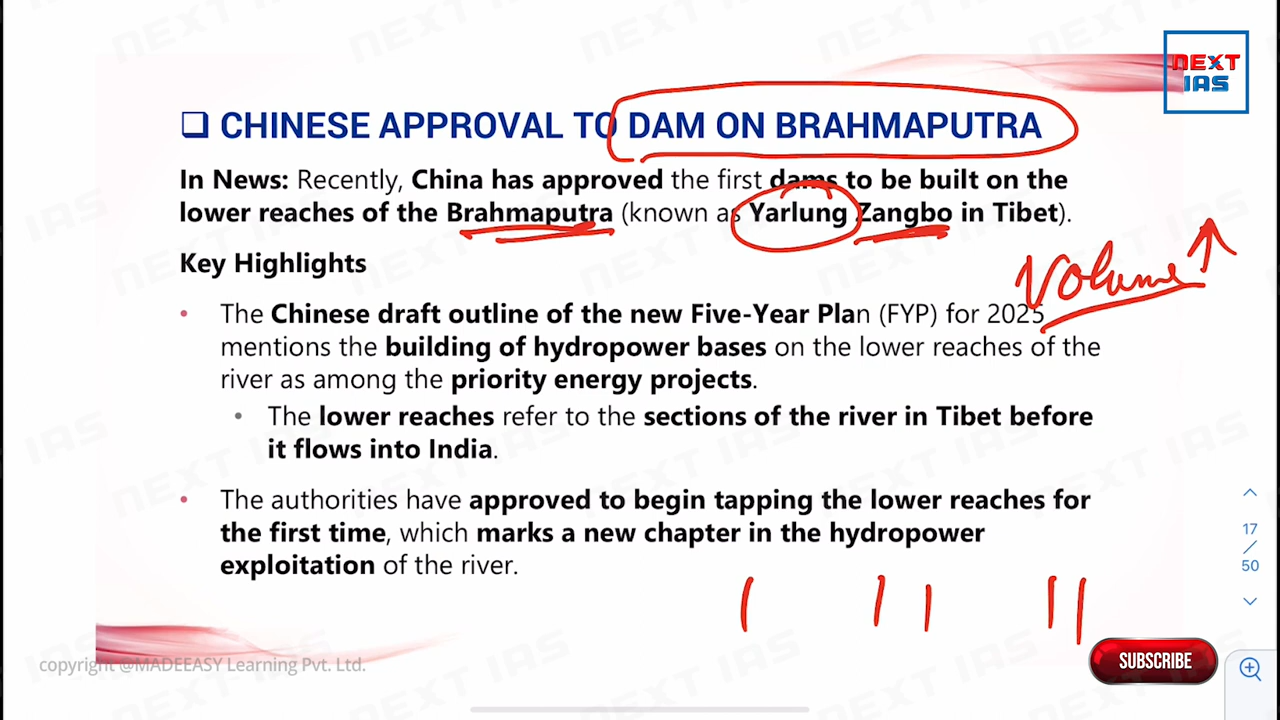 NEXT
IAS
❑ CHINESE APPROVAL TO DAM ON BRAHMAPUTRA
In News: Recently, China has approved the first dams to be built on the
lower reaches of the Brahmaputra (known as Yarlung Zangbo in Tibet).
Volume ↑
Key Highlights
• The Chinese draft outline of the new Five-Year Plan (FYP) for 2025
mentions the building of hydropower bases on the lower reaches of the
river as among the priority energy projects.
• The lower reaches refer to the sections of the river in Tibet before
it flows into India.
• The authorities have approved to begin tapping the lower reaches for
the first time, which marks a new chapter in the hydropower
exploitation of the river.
17
/
50
copyright @MADEEASY Learning Pvt. Ltd.
SUBSCRIBE